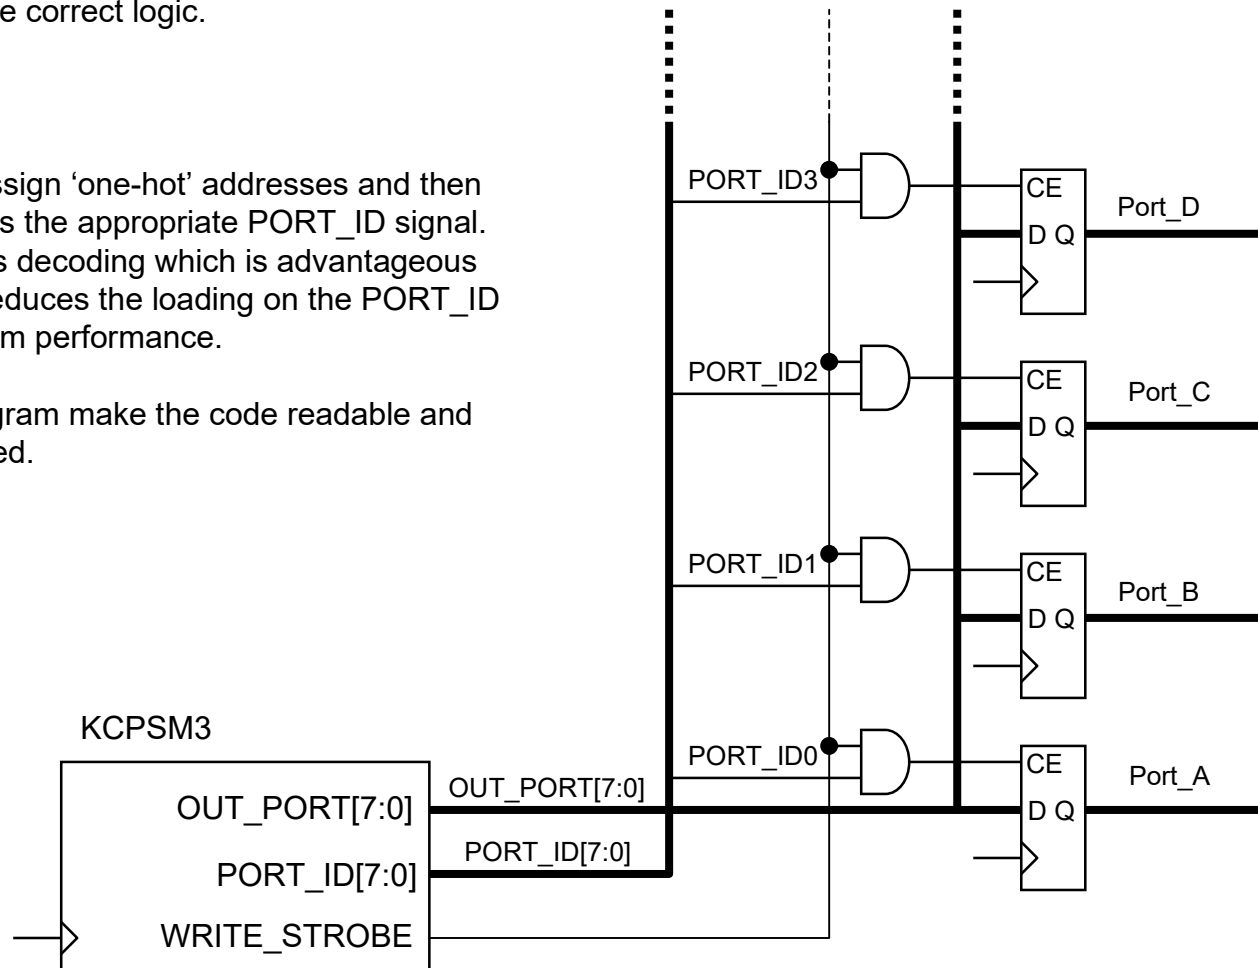 e correct logic.
ssign ‘one-hot’ addresses and then
s the appropriate PORT_ID signal.
s decoding which is advantageous
educes the loading on the PORT_ID
m performance.
gram make the code readable and
ed.
PORT_ID3
CE
D Q
Port_D
PORT_ID2
CE
D Q
Port_C
PORT_ID1
CE
D Q
Port_B
PORT_ID0
CE
D Q
Port_A
KCPSM3
OUT_PORT[7:0]
OUT_PORT[7:0]
PORT_ID[7:0]
PORT_ID[7:0]
WRITE_STROBE